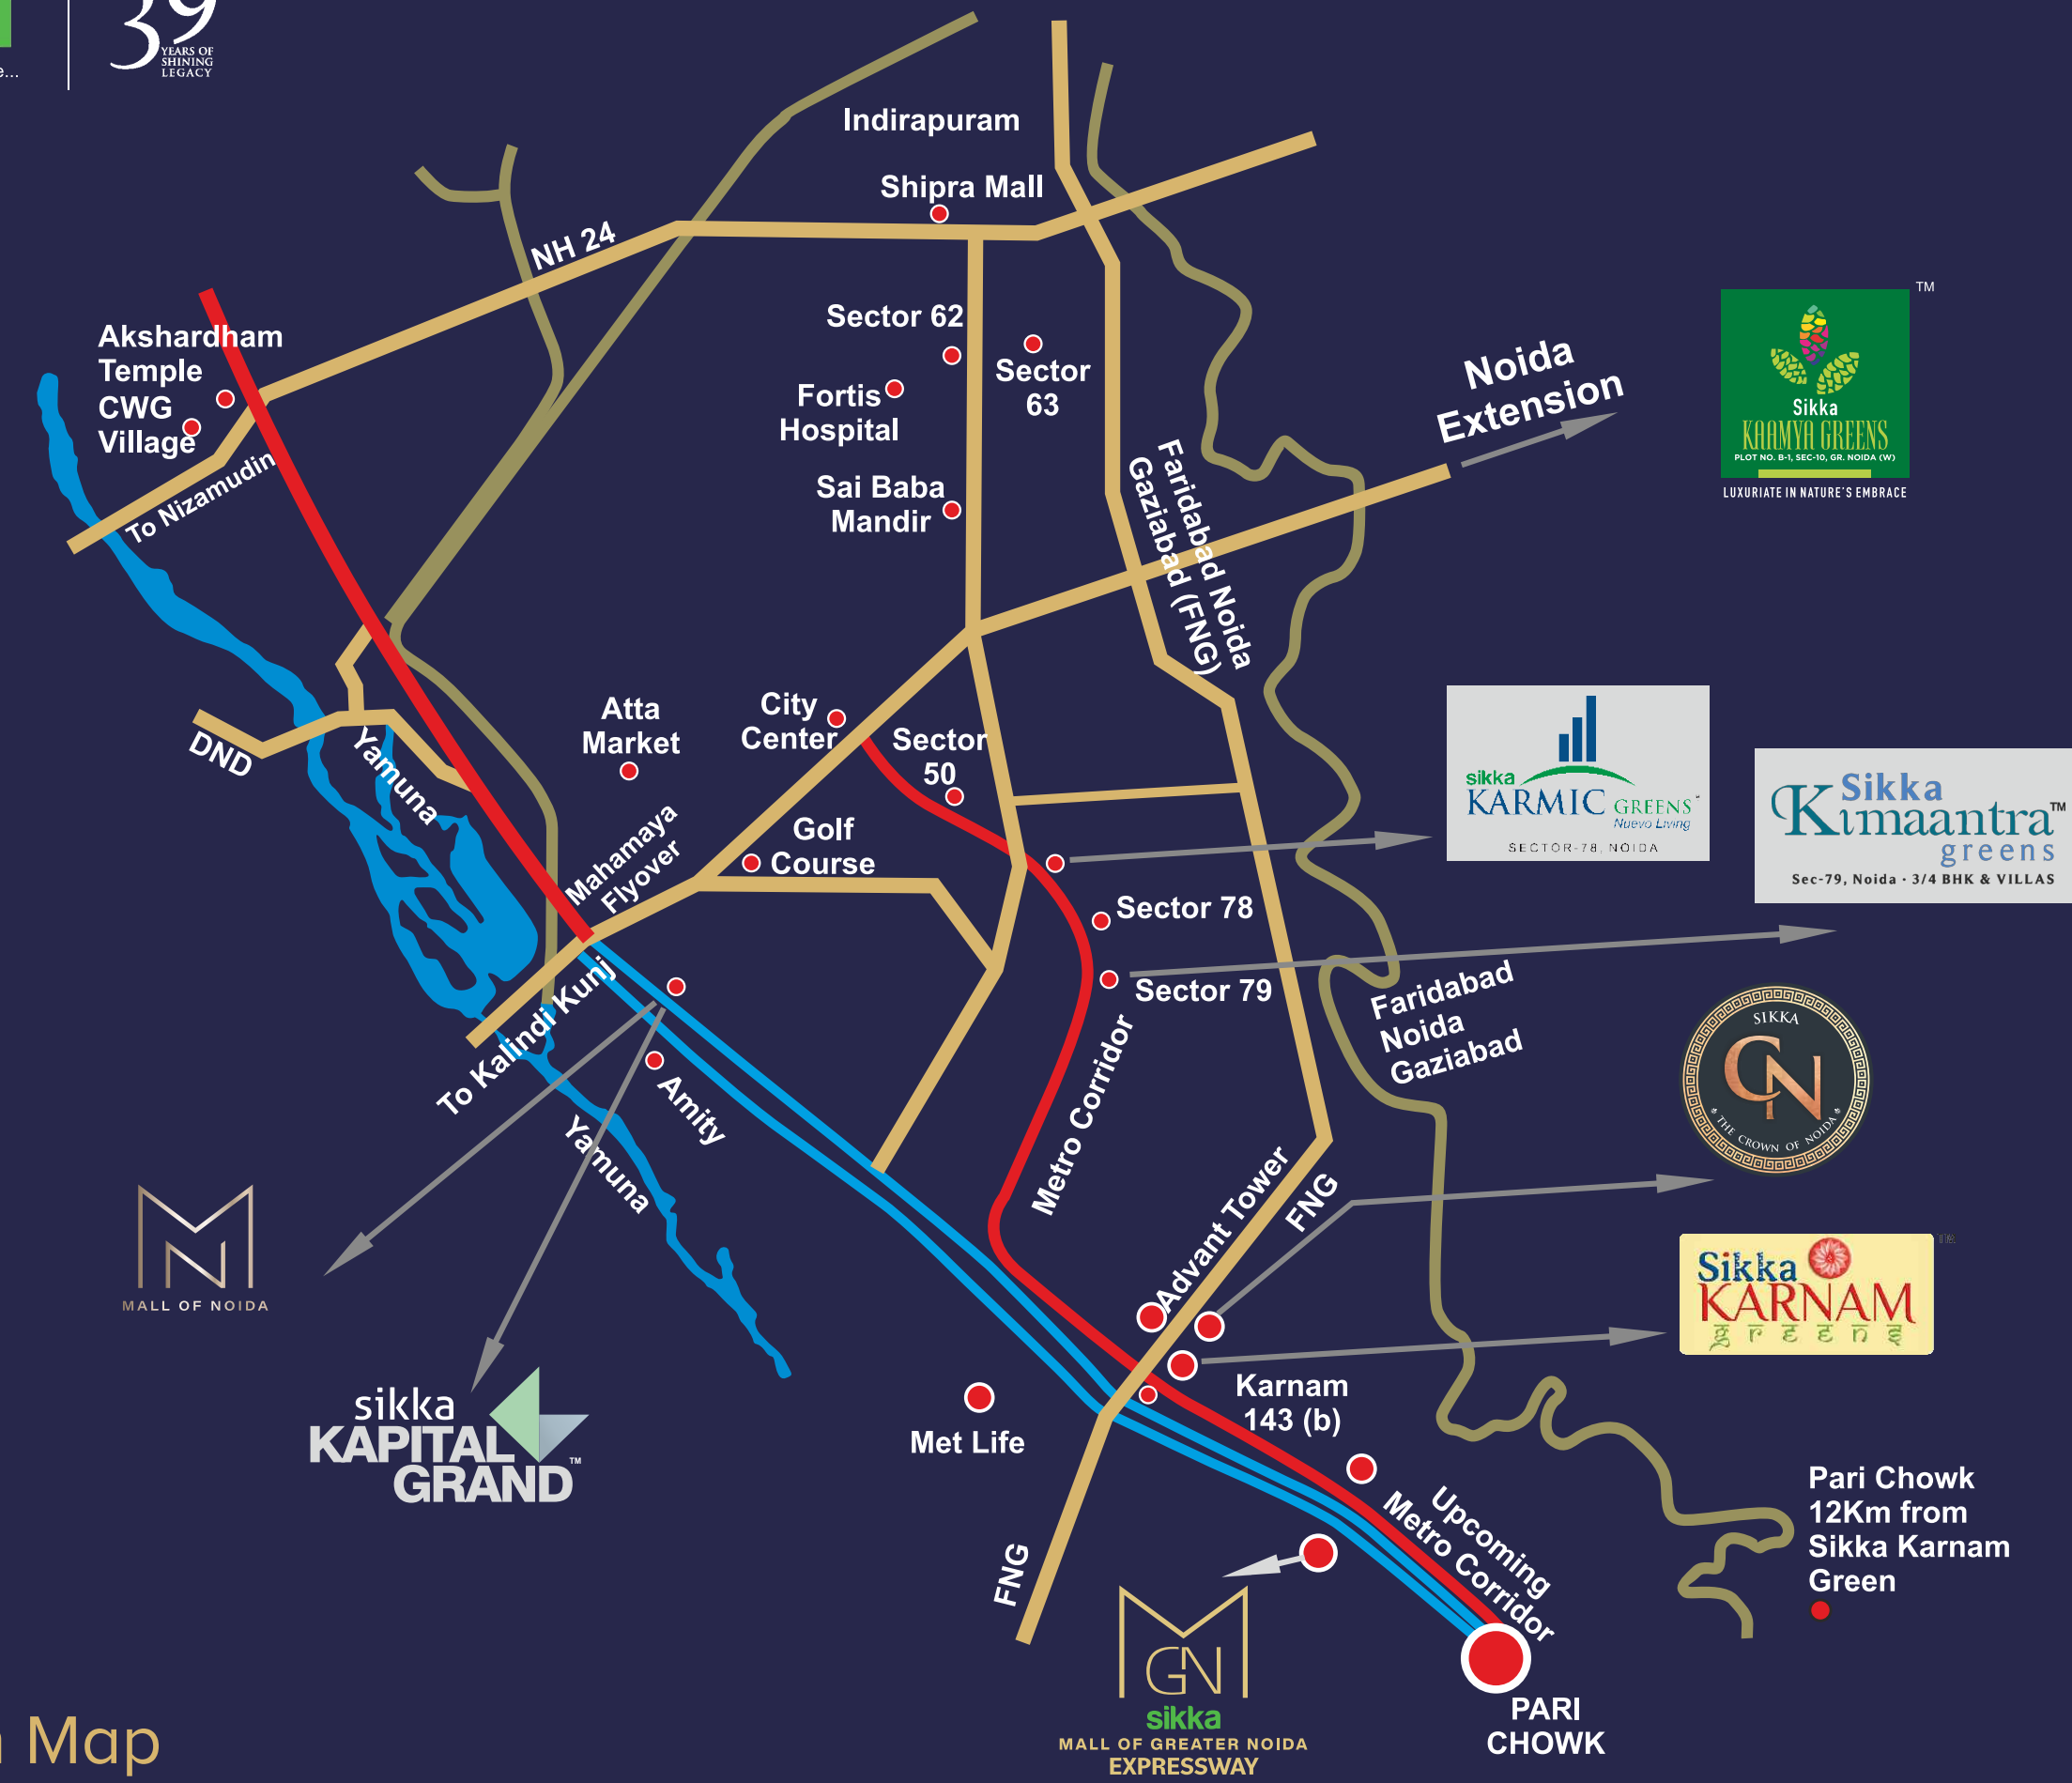 39
YEARS OF
SHINING
LEGACY
Indirapuram
Shipra Mall
NH 24
Akshardham
Temple
CWG
Village
To Nizamudin
Sector 62
Sector
63
Fortis
Hospital
Sai Baba
Mandir
Faridabad Noida
Gaziabad (FNG)
Noida
Extension
TM
Sikka
KAAMYA GREENS
PLOT NO. B-1, SEC-10, GR. NOIDA (W)
LUXURIATE IN NATURE'S EMBRACE
DND
Yamuna
Atta
Market
City
Center
Sector
50
Golf
Course
Mahamaya
Flyover
sikka
KARMIC GREENS
Nuevo Living
SECTOR-78, NOIDA
Sikka
Kimaantra™
greens
Sec-79, Noida · 3/4 BHK & VILLAS
Sector 78
Sector 79
Faridabad
Noida
Gaziabad
To Kalindi Kunj
Amity
Yamuna
Metro Corridor
SIKKA
CN
THE CROWN OF NOIDA
Advant Tower
FNG
MN
MALL OF NOIDA
Sikka
KARNAM
greens
sikka
KAPITAL
GRAND™
Met Life
Karnam
143 (b)
Upcoming
Metro Corridor
Pari Chowk
12Km from
Sikka Karnam
Green
FNG
MGN
sikka
MALL OF GREATER NOIDA
EXPRESSWAY
PARI
CHOWK
Map